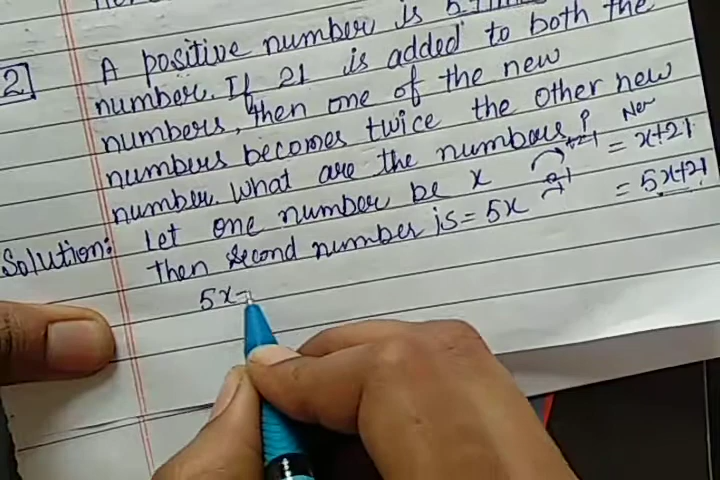 2 A positive number is 5
number. If 21 is added to both the
numbers, then one of the new
numbers becomes twice the other new
number. What are the numbers?
Solution: Let one number be x +21 = x+21
then second number is = 5x = 5x+21
5x